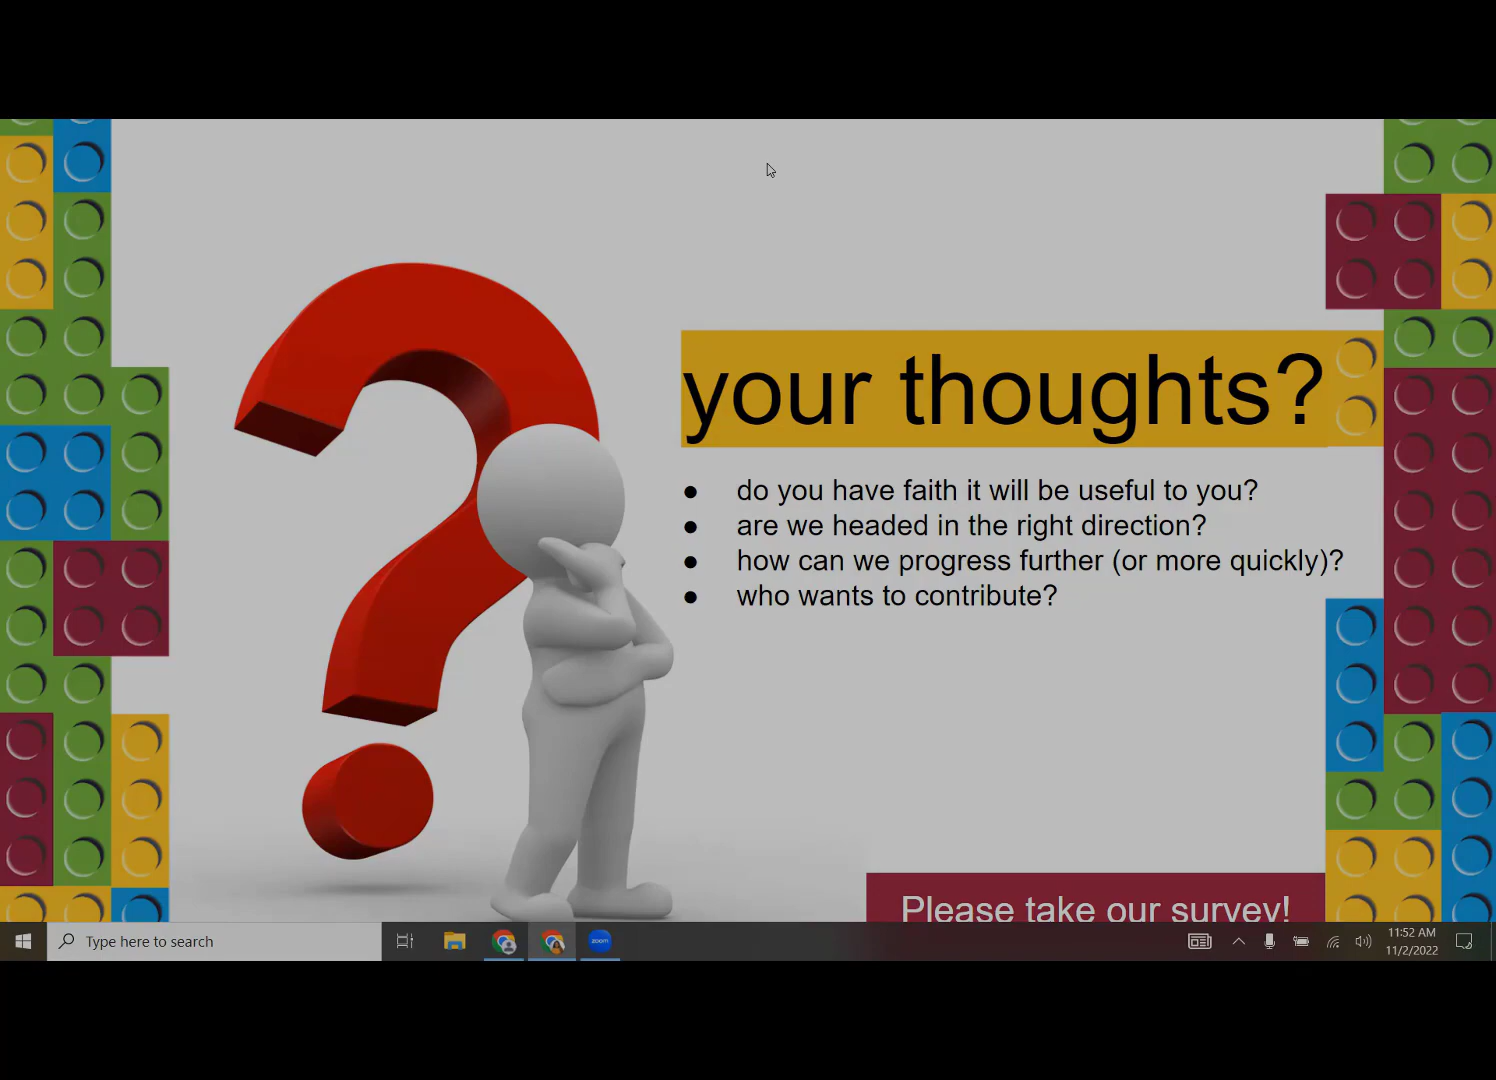 your thoughts?
● do you have faith it will be useful to you?
● are we headed in the right direction?
● how can we progress further (or more quickly)?
● who wants to contribute?
Please take our survey!
Type here to search
zoom
11:52 AM
11/2/2022